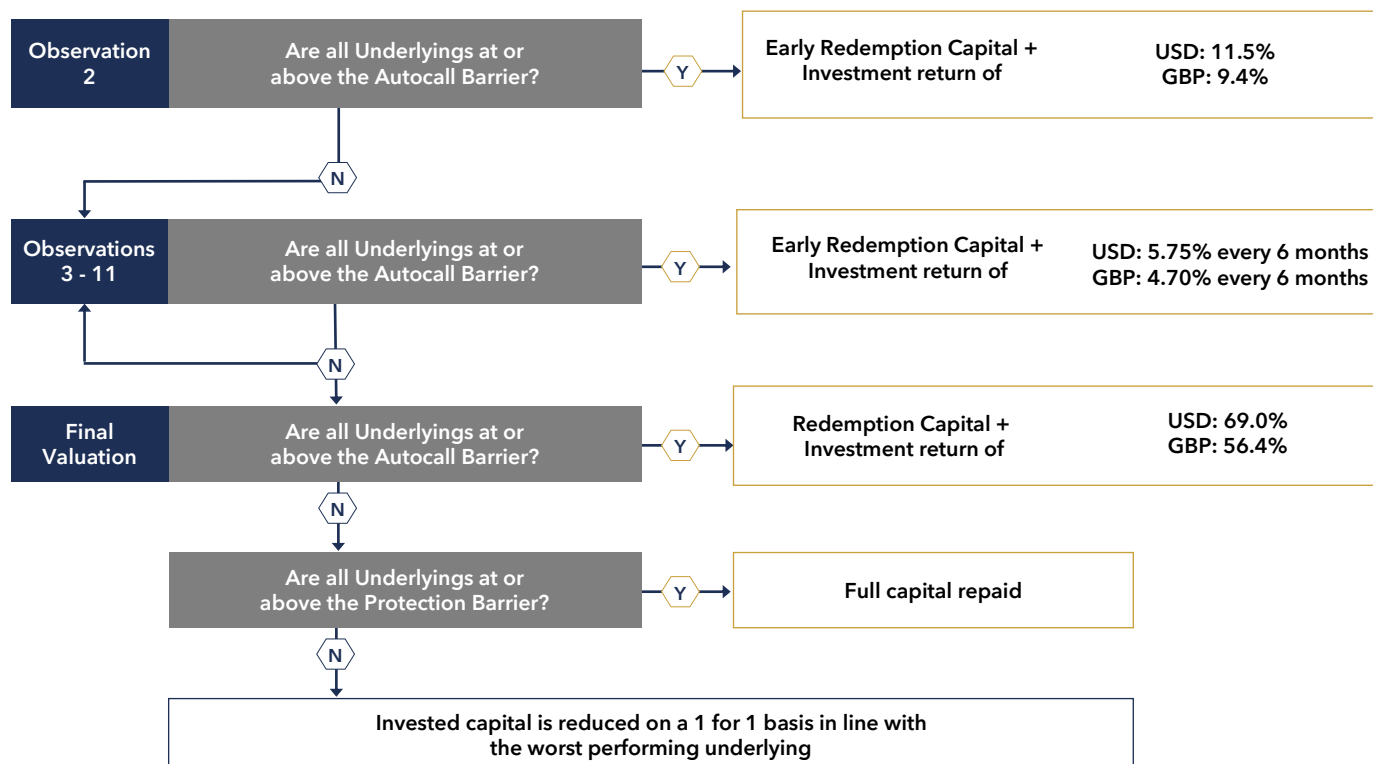 Observation
2
Are all Underlyings at or
above the Autocall Barrier?
Y
Early Redemption Capital +
Investment return of
USD: 11.5%
GBP: 9.4%
N
Observations
3 - 11
Are all Underlyings at or
above the Autocall Barrier?
Y
Early Redemption Capital +
Investment return of
USD: 5.75% every 6 months
GBP: 4.70% every 6 months
N
Final
Valuation
Are all Underlyings at or
above the Autocall Barrier?
Y
Redemption Capital +
Investment return of
USD: 69.0%
GBP: 56.4%
N
Are all Underlyings at or
above the Protection Barrier?
Y
Full capital repaid
N
Invested capital is reduced on a 1 for 1 basis in line with
the worst performing underlying